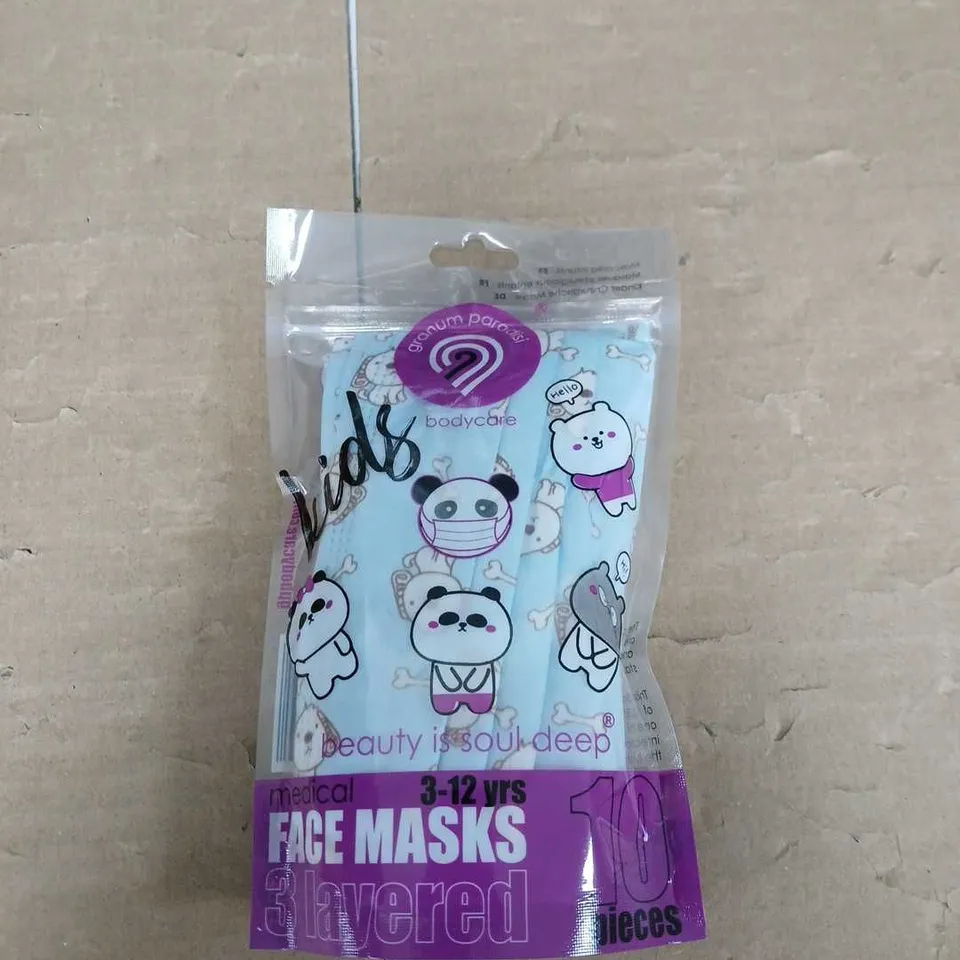 granum paradisi
bodycare
Kids
Hello
Hi!
beauty is soul deep®
medical
3-12 yrs
FACE MASKS
3 layered
10
pieces